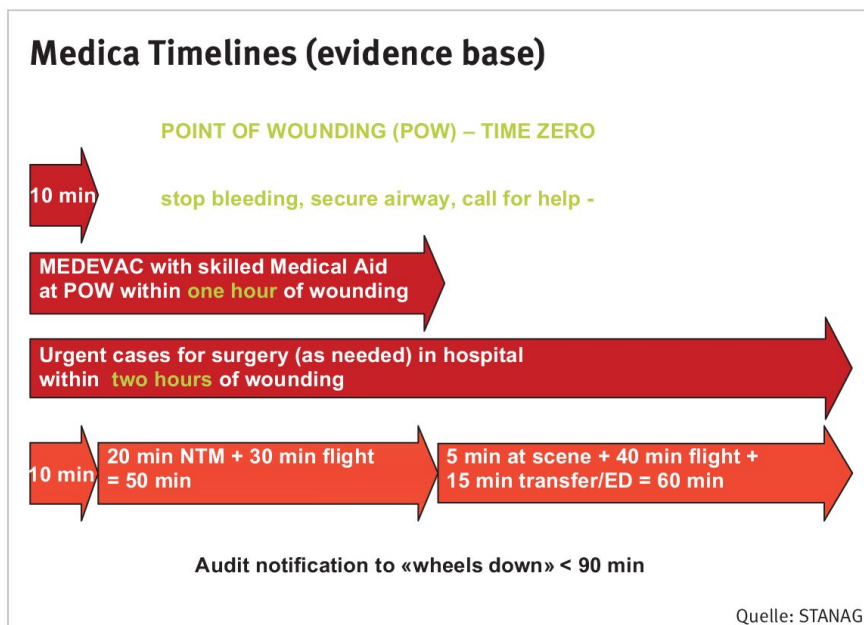 Medica Timelines (evidence base)
POINT OF WOUNDING (POW) – TIME ZERO
10 min
stop bleeding, secure airway, call for help -
MEDEVAC with skilled Medical Aid
at POW within one hour of wounding
Urgent cases for surgery (as needed) in hospital
within two hours of wounding
10 min
20 min NTM + 30 min flight
= 50 min
5 min at scene + 40 min flight +
15 min transfer/ED = 60 min
Audit notification to «wheels down» < 90 min
Quelle: STANAG